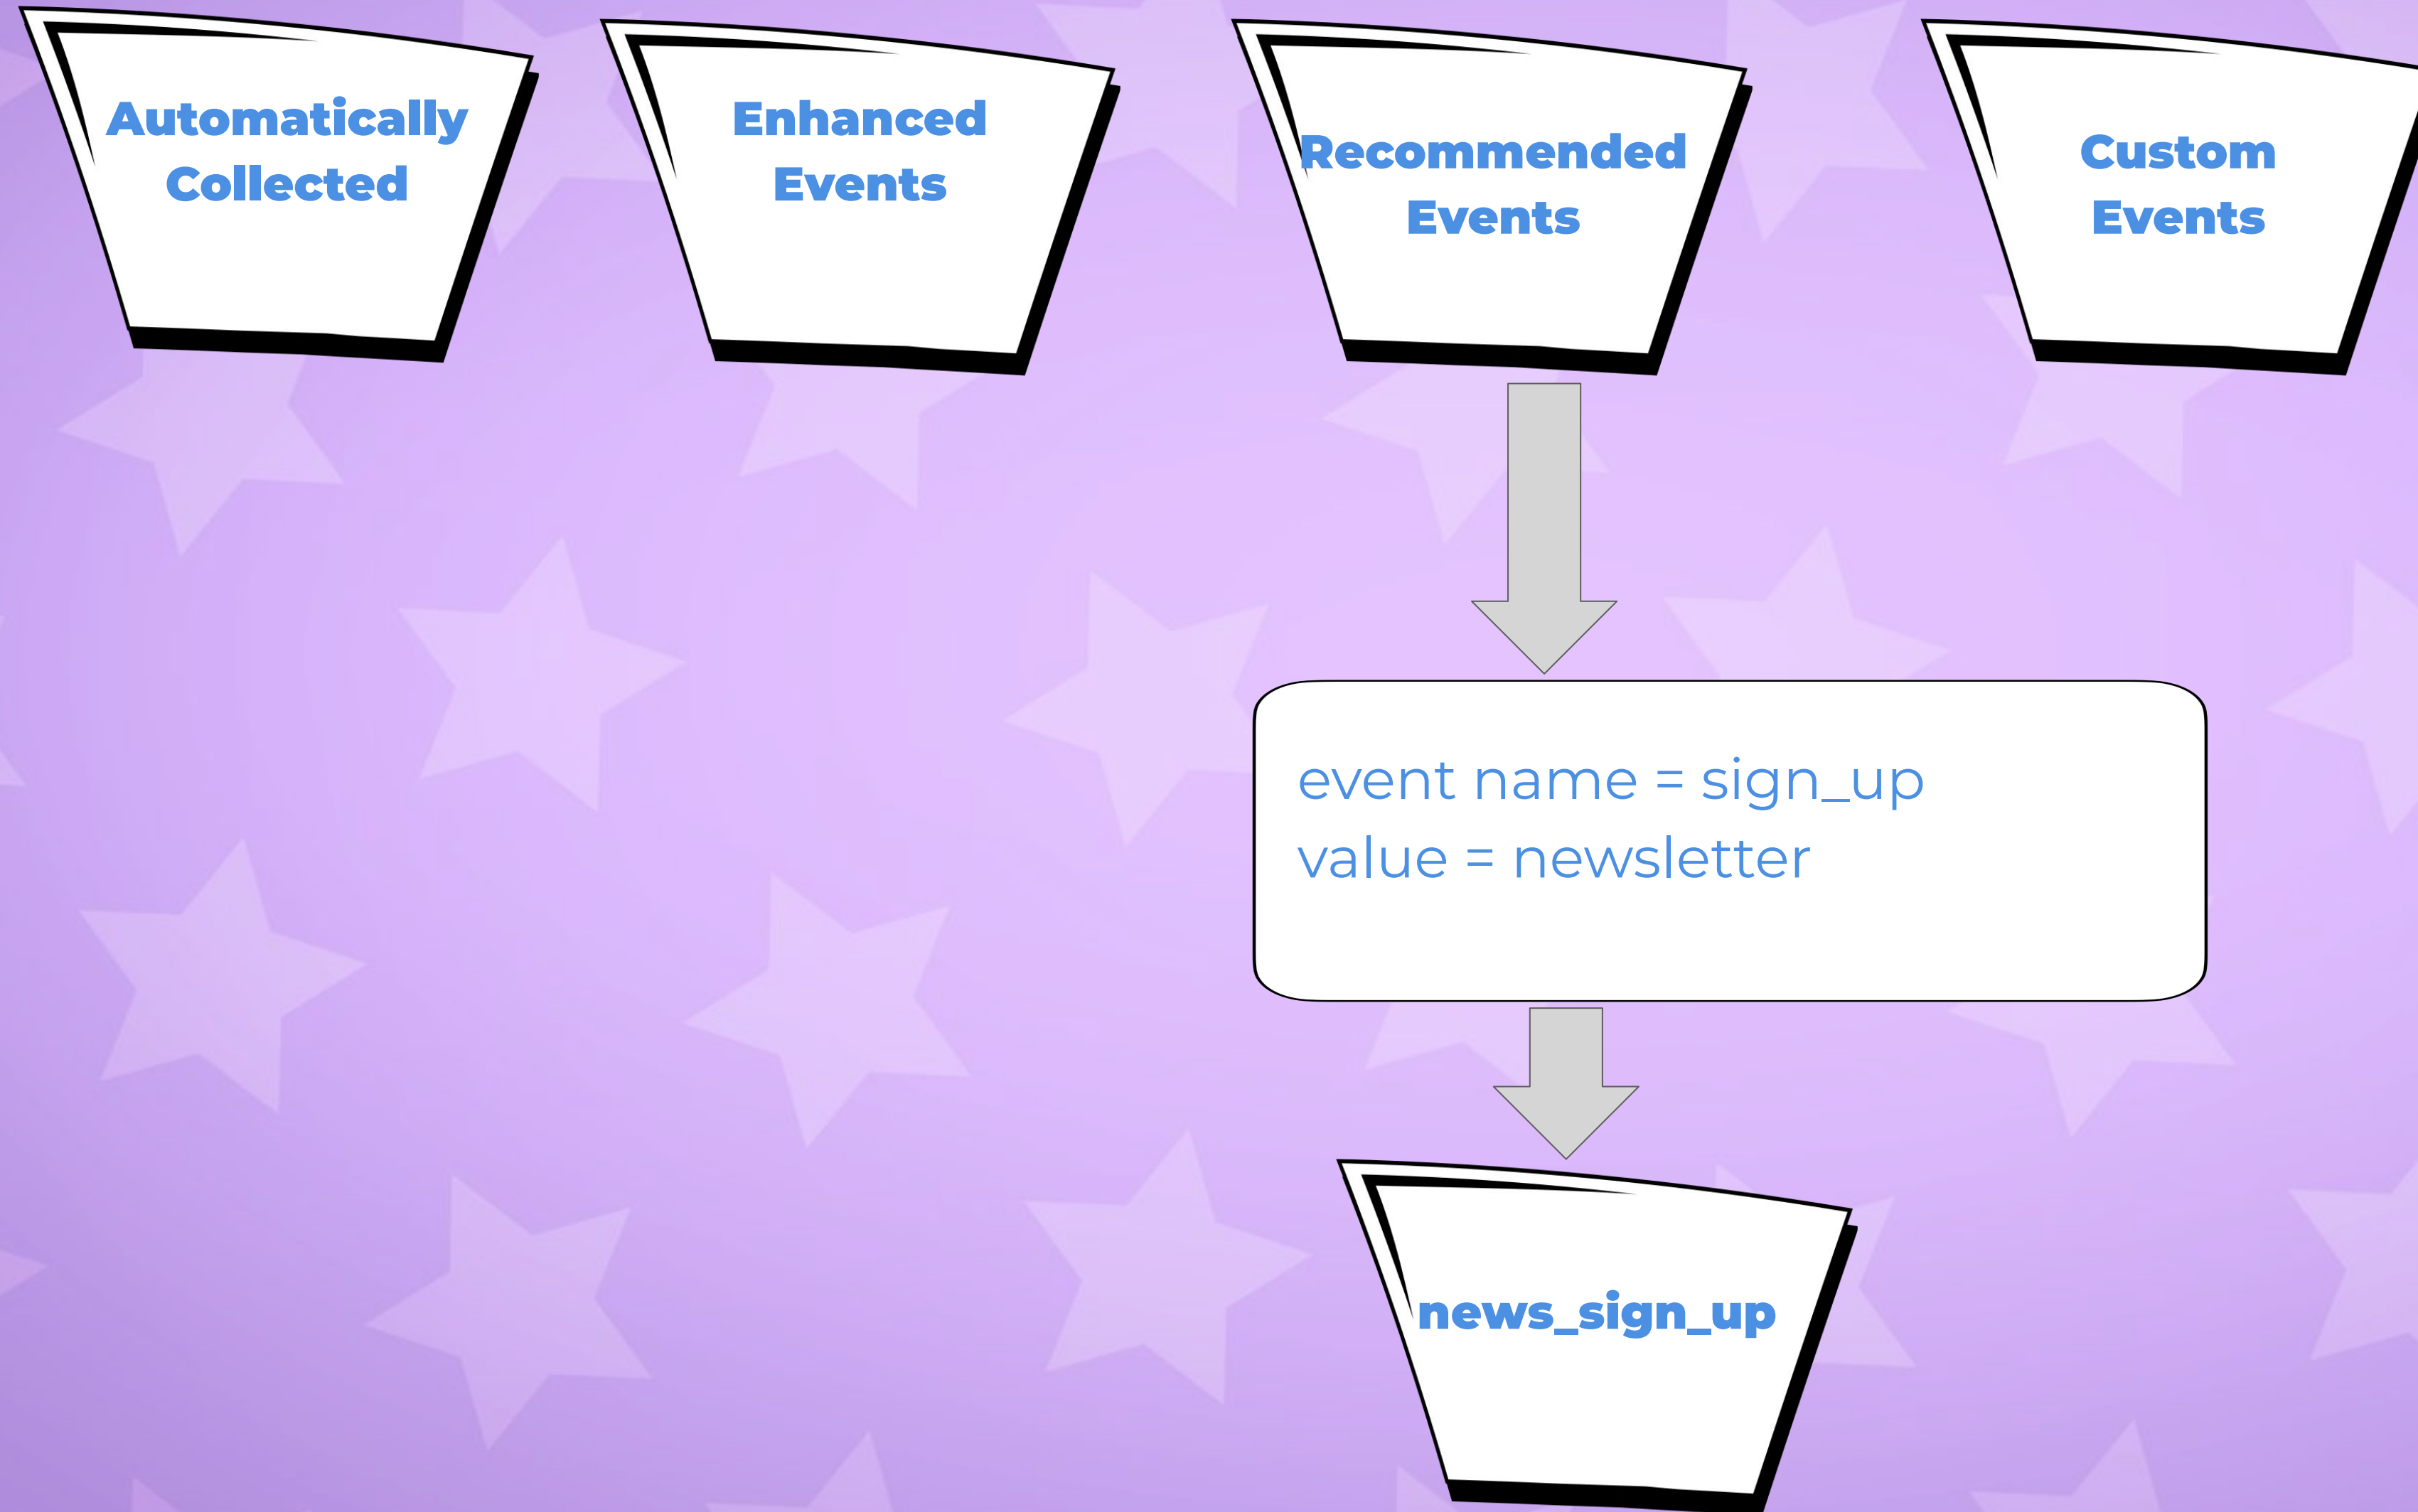 Automatically
Collected
Enhanced
Events
Recommended
Events
Custom
Events
event name = sign_up
value = newsletter
news_sign_up